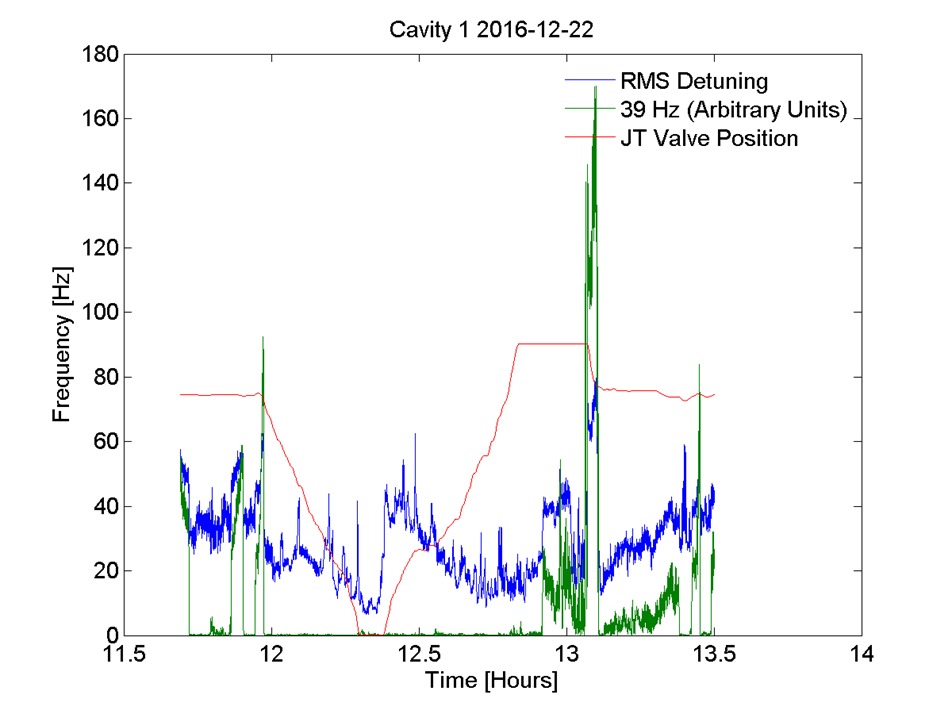 Cavity 1 2016-12-22
180
160
140
120
100
80
60
40
20
0
Frequency [Hz]
RMS Detuning
39 Hz (Arbitrary Units)
JT Valve Position
11.5 12 12.5 13 13.5 14
Time [Hours]